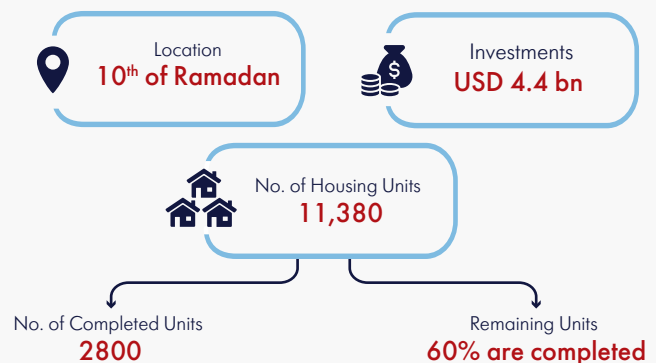 Location
10th of Ramadan
Investments
$
USD 4.4 bn
No. of Housing Units
11,380
No. of Completed Units
2800
Remaining Units
60% are completed